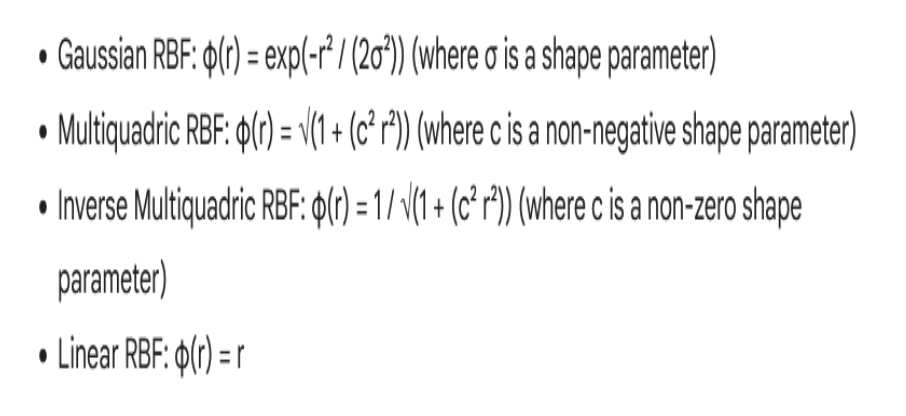 • Gaussian RBF: ϕ(r) = exp(-r² / (2σ²)) (where σ is a shape parameter)
• Multiquadric RBF: ϕ(r) = √(1 + (c² r²)) (where c is a non-negative shape parameter)
• Inverse Multiquadric RBF: ϕ(r) = 1 / √(1 + (c² r²)) (where c is a non-zero shape
parameter)
• Linear RBF: ϕ(r) = r